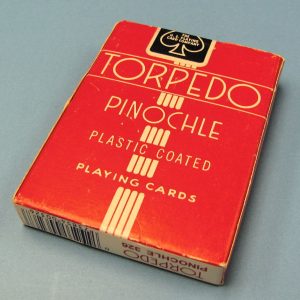 TORPEDO
PINOCHLE
PLASTIC COATED
PLAYING CARDS
TORPEDO
PINOCHLE 326